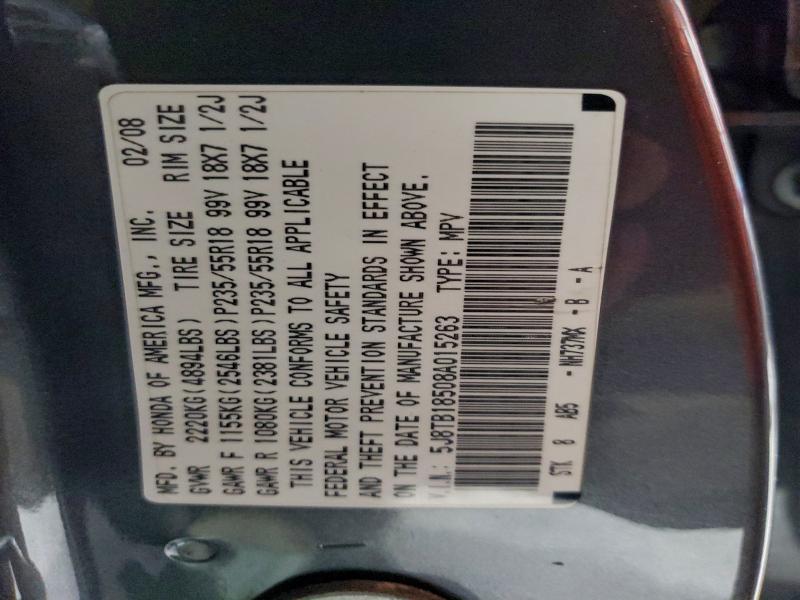 MFD. BY HONDA OF AMERICA MFG., INC. 02/08
GVWR 2220KG(4894LBS) TIRE SIZE RIM SIZE
GAWR F 1155KG(2546LBS)P235/55R18 99V 18X7 1/2J
GAWR R 1080KG(2381LBS)P235/55R18 99V 18X7 1/2J
THIS VEHICLE CONFORMS TO ALL APPLICABLE
FEDERAL MOTOR VEHICLE SAFETY
AND THEFT PREVENTION STANDARDS IN EFFECT
ON THE DATE OF MANUFACTURE SHOWN ABOVE.
V.I.N.: 5J8TB18508A015263 TYPE: MPV
STK 8 AB5 - NH737MX - B - A